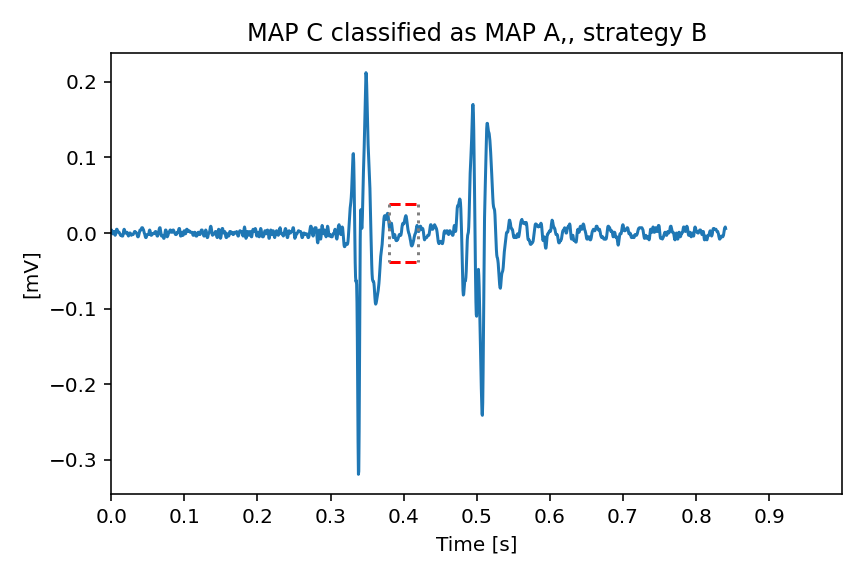 MAP C classified as MAP A,, strategy B
0.2
0.1
0.0
−0.1
−0.2
−0.3
[mV]
0.0 0.1 0.2 0.3 0.4 0.5 0.6 0.7 0.8 0.9
Time [s]